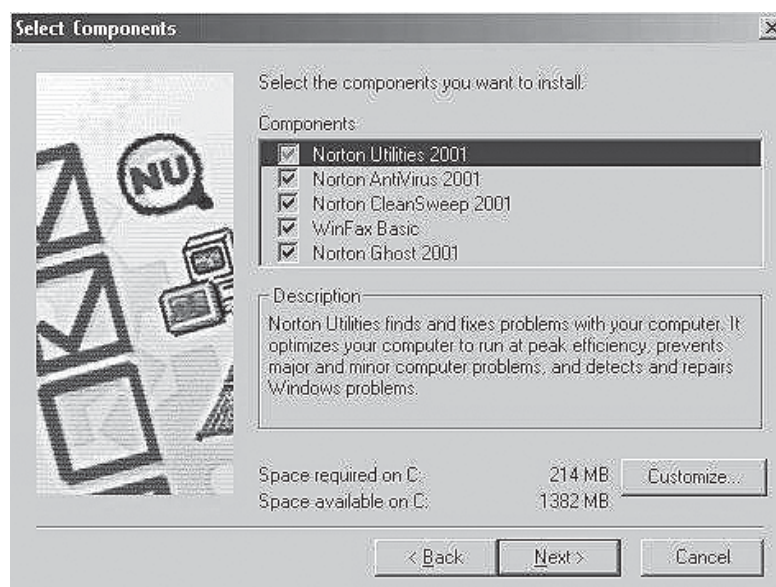 Select Components
Select the components you want to install.
Components
Norton Utilities 2001
Norton AntiVirus 2001
Norton CleanSweep 2001
WinFax Basic
Norton Ghost 2001
Description
NU
Norton Utilities finds and fixes problems with your computer. It
optimizes your computer to run at peak efficiency, prevents
major and minor computer problems, and detects and repairs
Windows problems.
Space required on C: 214 MB Customize...
Space available on C: 1382 MB
< Back Next > Cancel